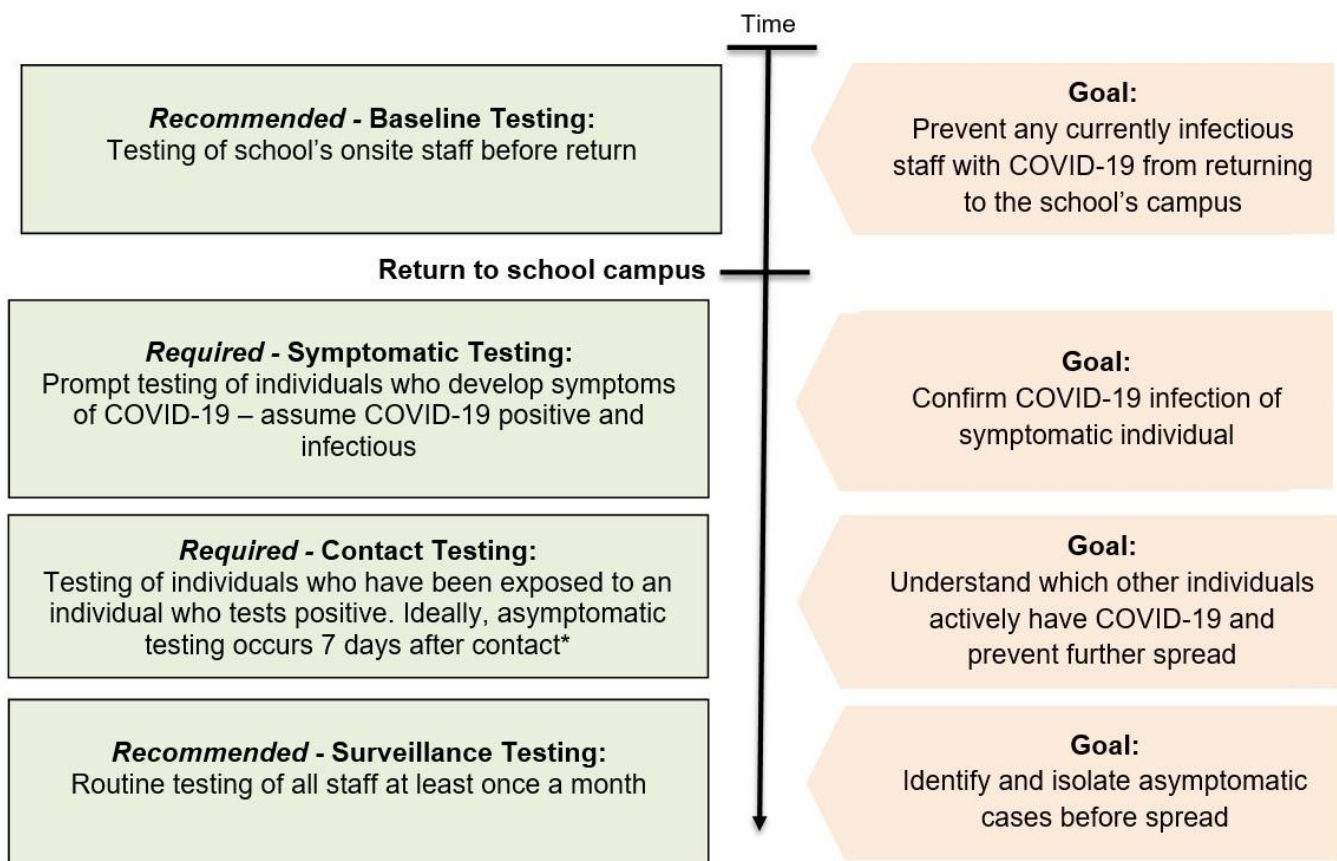 Time
Recommended - Baseline Testing:
Testing of school’s onsite staff before return
Goal:
Prevent any currently infectious
staff with COVID-19 from returning
to the school’s campus
Return to school campus
Required - Symptomatic Testing:
Prompt testing of individuals who develop symptoms
of COVID-19 – assume COVID-19 positive and
infectious
Goal:
Confirm COVID-19 infection of
symptomatic individual
Required - Contact Testing:
Testing of individuals who have been exposed to an
individual who tests positive. Ideally, asymptomatic
testing occurs 7 days after contact*
Goal:
Understand which other individuals
actively have COVID-19 and
prevent further spread
Recommended - Surveillance Testing:
Routine testing of all staff at least once a month
Goal:
Identify and isolate asymptomatic
cases before spread